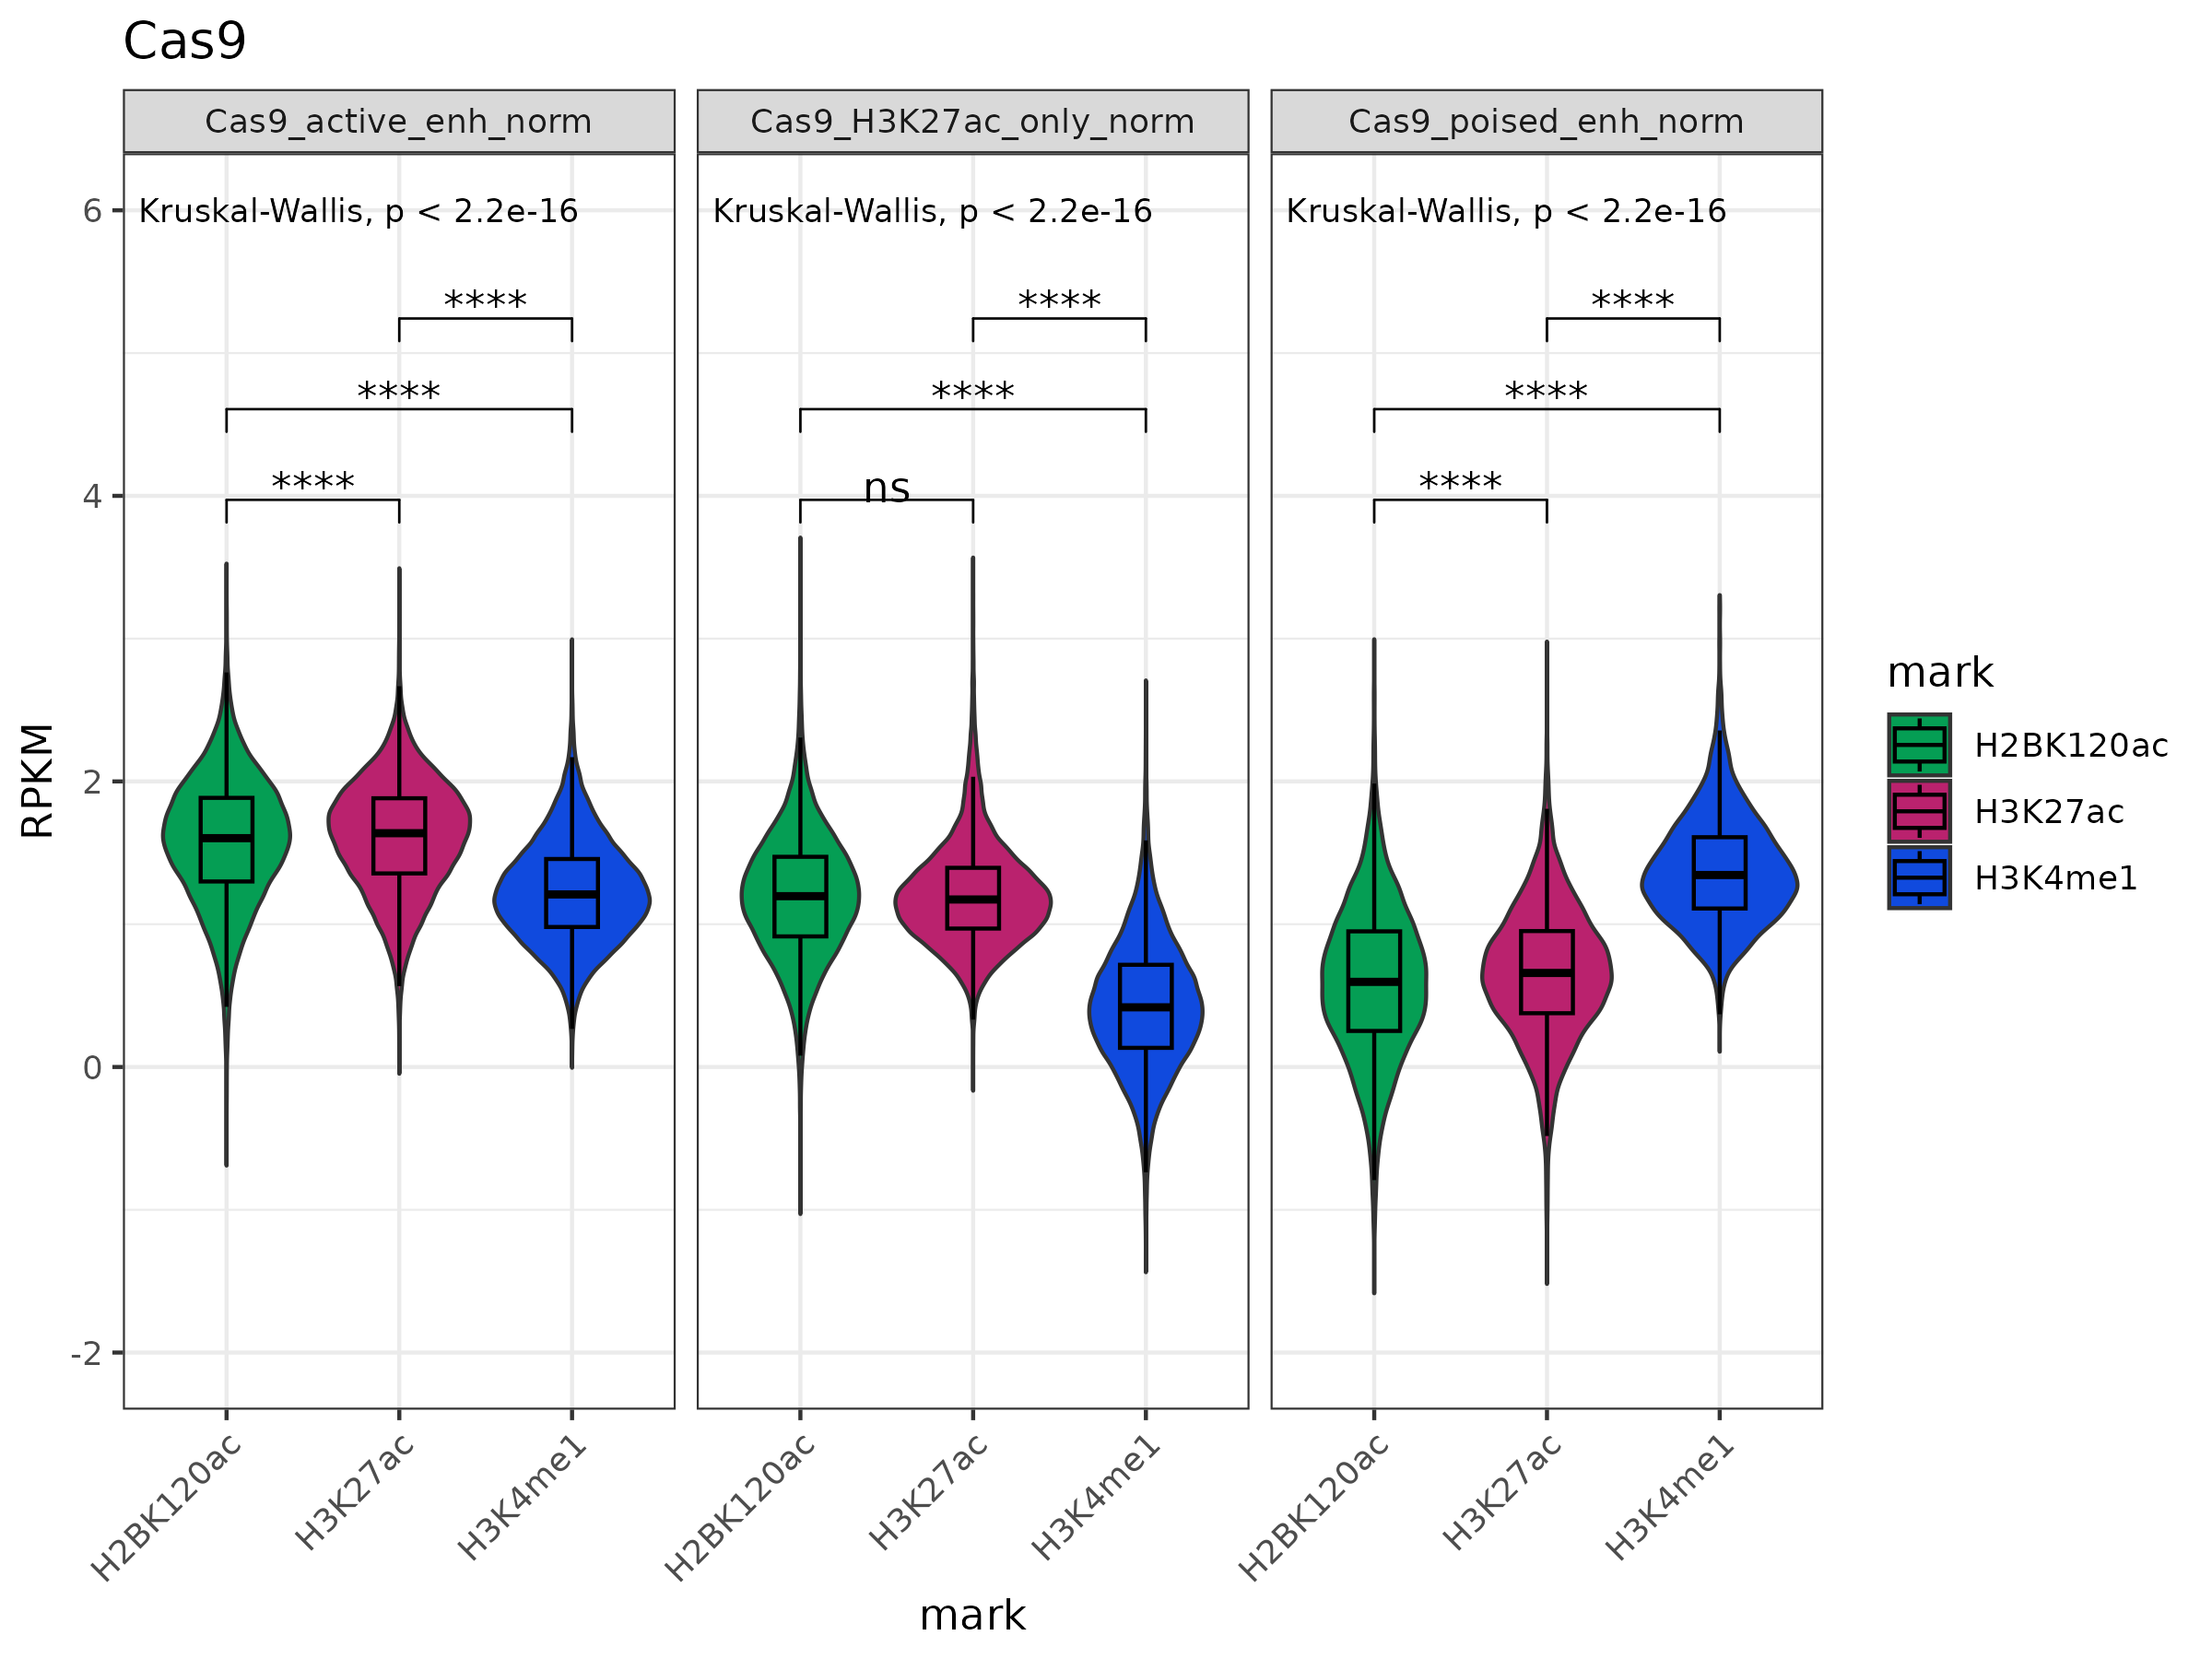 Cas9
Cas9_active_enh_norm
Cas9_H3K27ac_only_norm
Cas9_poised_enh_norm
Kruskal-Wallis, p < 2.2e-16
Kruskal-Wallis, p < 2.2e-16
Kruskal-Wallis, p < 2.2e-16
****
****
****
****
****
****
****
ns
****
6
4
2
0
-2
RPKM
H2BK120ac
H3K27ac
H3K4me1
H2BK120ac
H3K27ac
H3K4me1
H2BK120ac
H3K27ac
H3K4me1
mark
mark
H2BK120ac
H3K27ac
H3K4me1